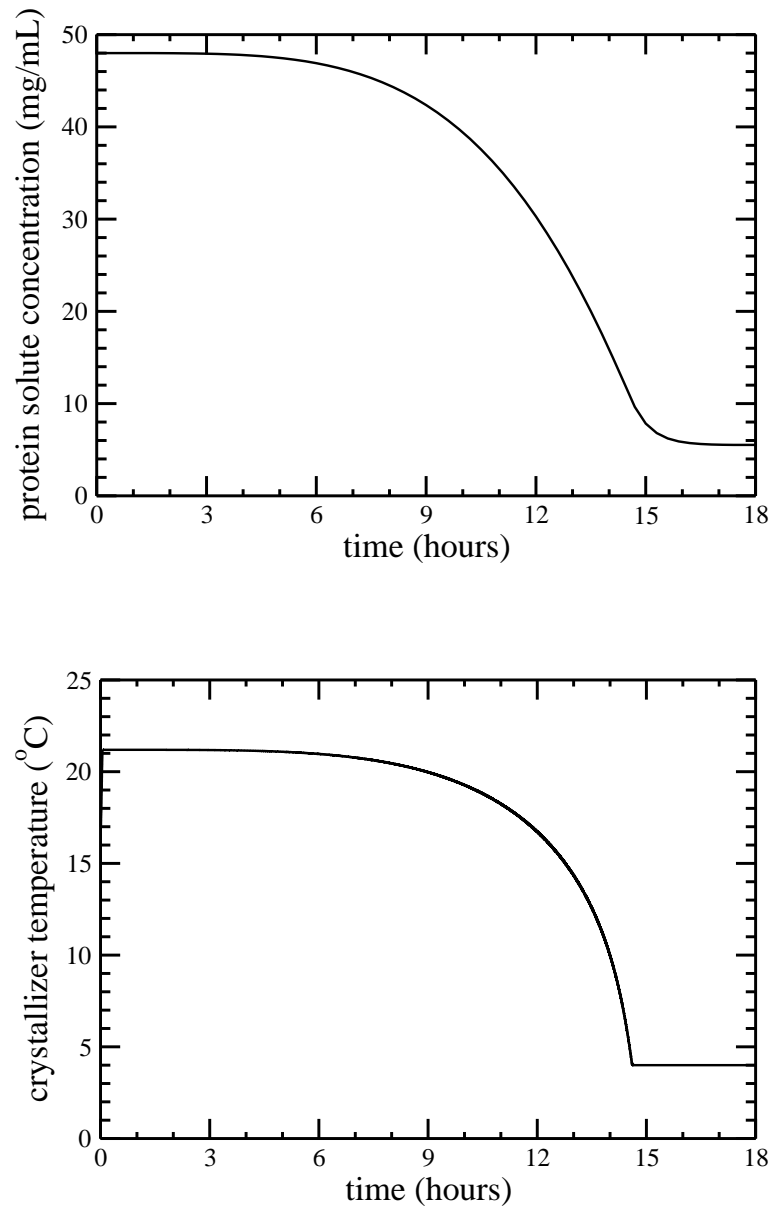 protein solute concentration (mg/mL)
50
40
30
20
10
0
0 3 6 9 12 15 18
time (hours)
crystallizer temperature (°C)
25
20
15
10
5
0
0 3 6 9 12 15 18
time (hours)